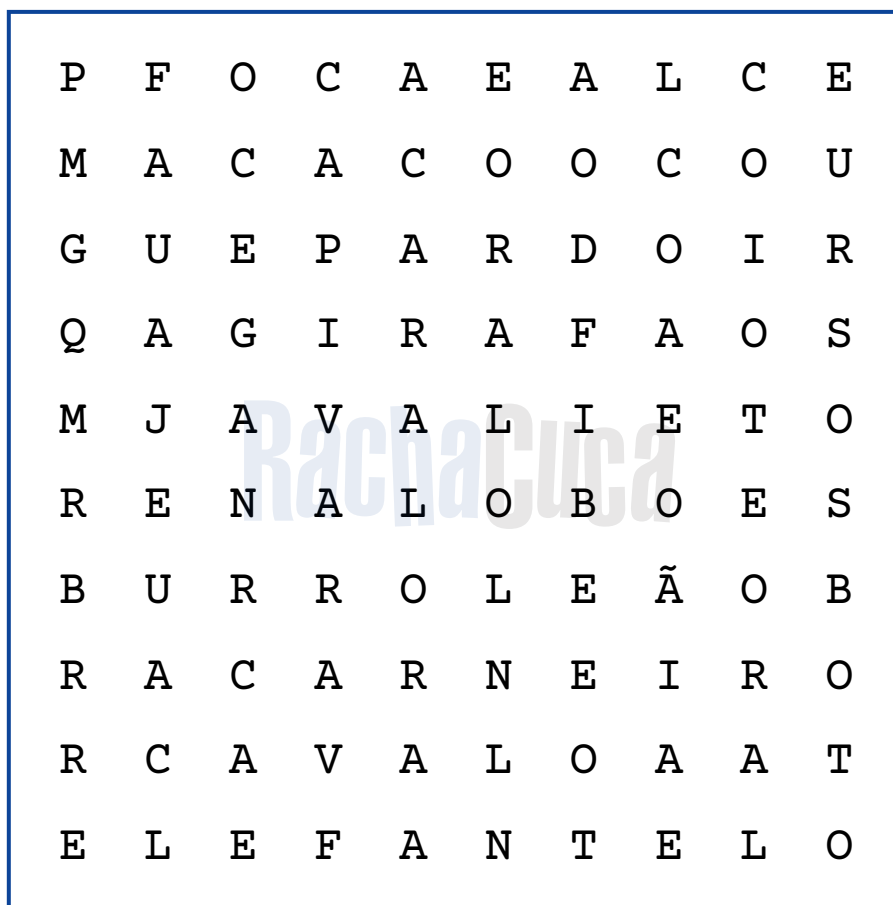 P F O C A E A L C E
M A C A C O O C O U
G U E P A R D O I R
Q A G I R A F A O S
M J A V A L I E T O
R E N A L O B O E S
B U R R O L E Ã O B
R A C A R N E I R O
R C A V A L O A A T
E L E F A N T E L O
RachaCuca